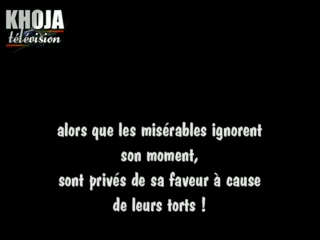 KHOJA
télévision
alors que les misérables ignorent
son moment,
sont privés de sa faveur à cause
de leurs torts !